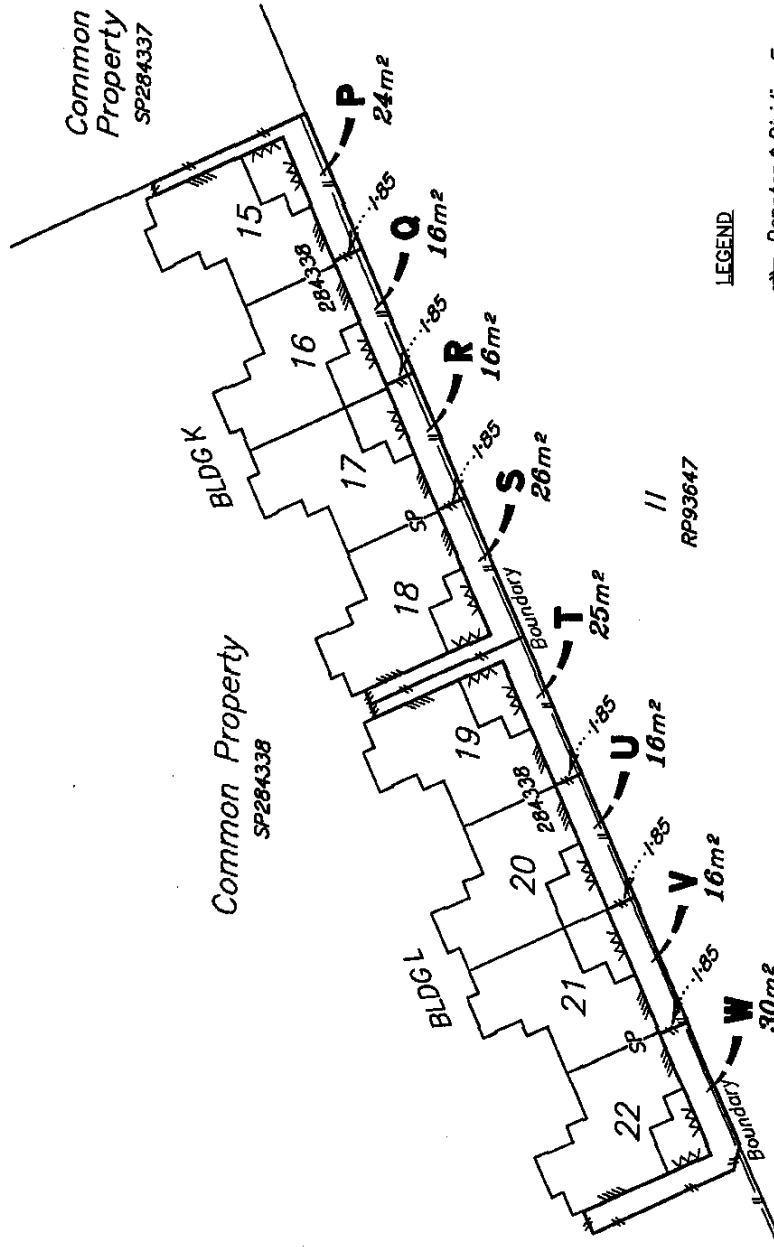 Common
Property
SP284337
15
P
24m²
1·85
284338
Q
16m²
16
1·85
R
16m²
BLDG K
17
1·85
SP
S
26m²
18
Boundary
T
25m²
11
RP93647
LEGEND
Common Property
SP284338
19
1·85
284338
U
16m²
20
1·85
V
16m²
BLDG L
21
1·85
SP
W
30m²
22
Boundary